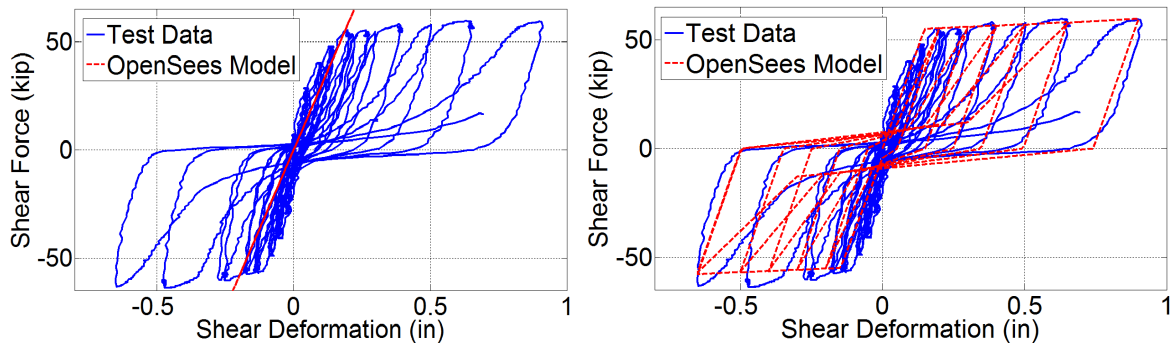 50
0
-50
Shear Force (kip)
Test Data
OpenSees Model
-0.5
0
0.5
1
Shear Deformation (in)
50
0
-50
Shear Force (kip)
Test Data
OpenSees Model
-0.5
0
0.5
1
Shear Deformation (in)